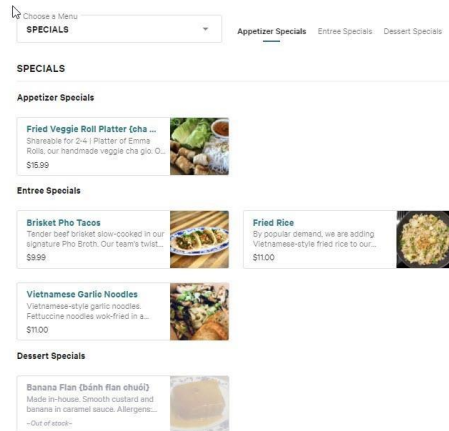 Choose a Menu
SPECIALS
Appetizer Specials Entree Specials Dessert Specials
SPECIALS
Appetizer Specials
Fried Veggie Roll Platter {cha ...
Shareable for 2-4 | Platter of Emma
Rolls, our handmade veggie cha gio. O...
$15.99
Entree Specials
Brisket Pho Tacos
Tender beef brisket slow-cooked in our
signature Pho Broth. Our team's twist...
$9.99
Fried Rice
By popular demand, we are adding
Vietnamese-style fried rice to our...
$11.00
Vietnamese Garlic Noodles
Vietnamese-style garlic noodles.
Fettuccine noodles wok-fried in a...
$11.00
Dessert Specials
Banana Flan {bánh flan chuối}
Made in-house. Smooth custard and
banana in caramel sauce. Allergens:...
~Out of stock~